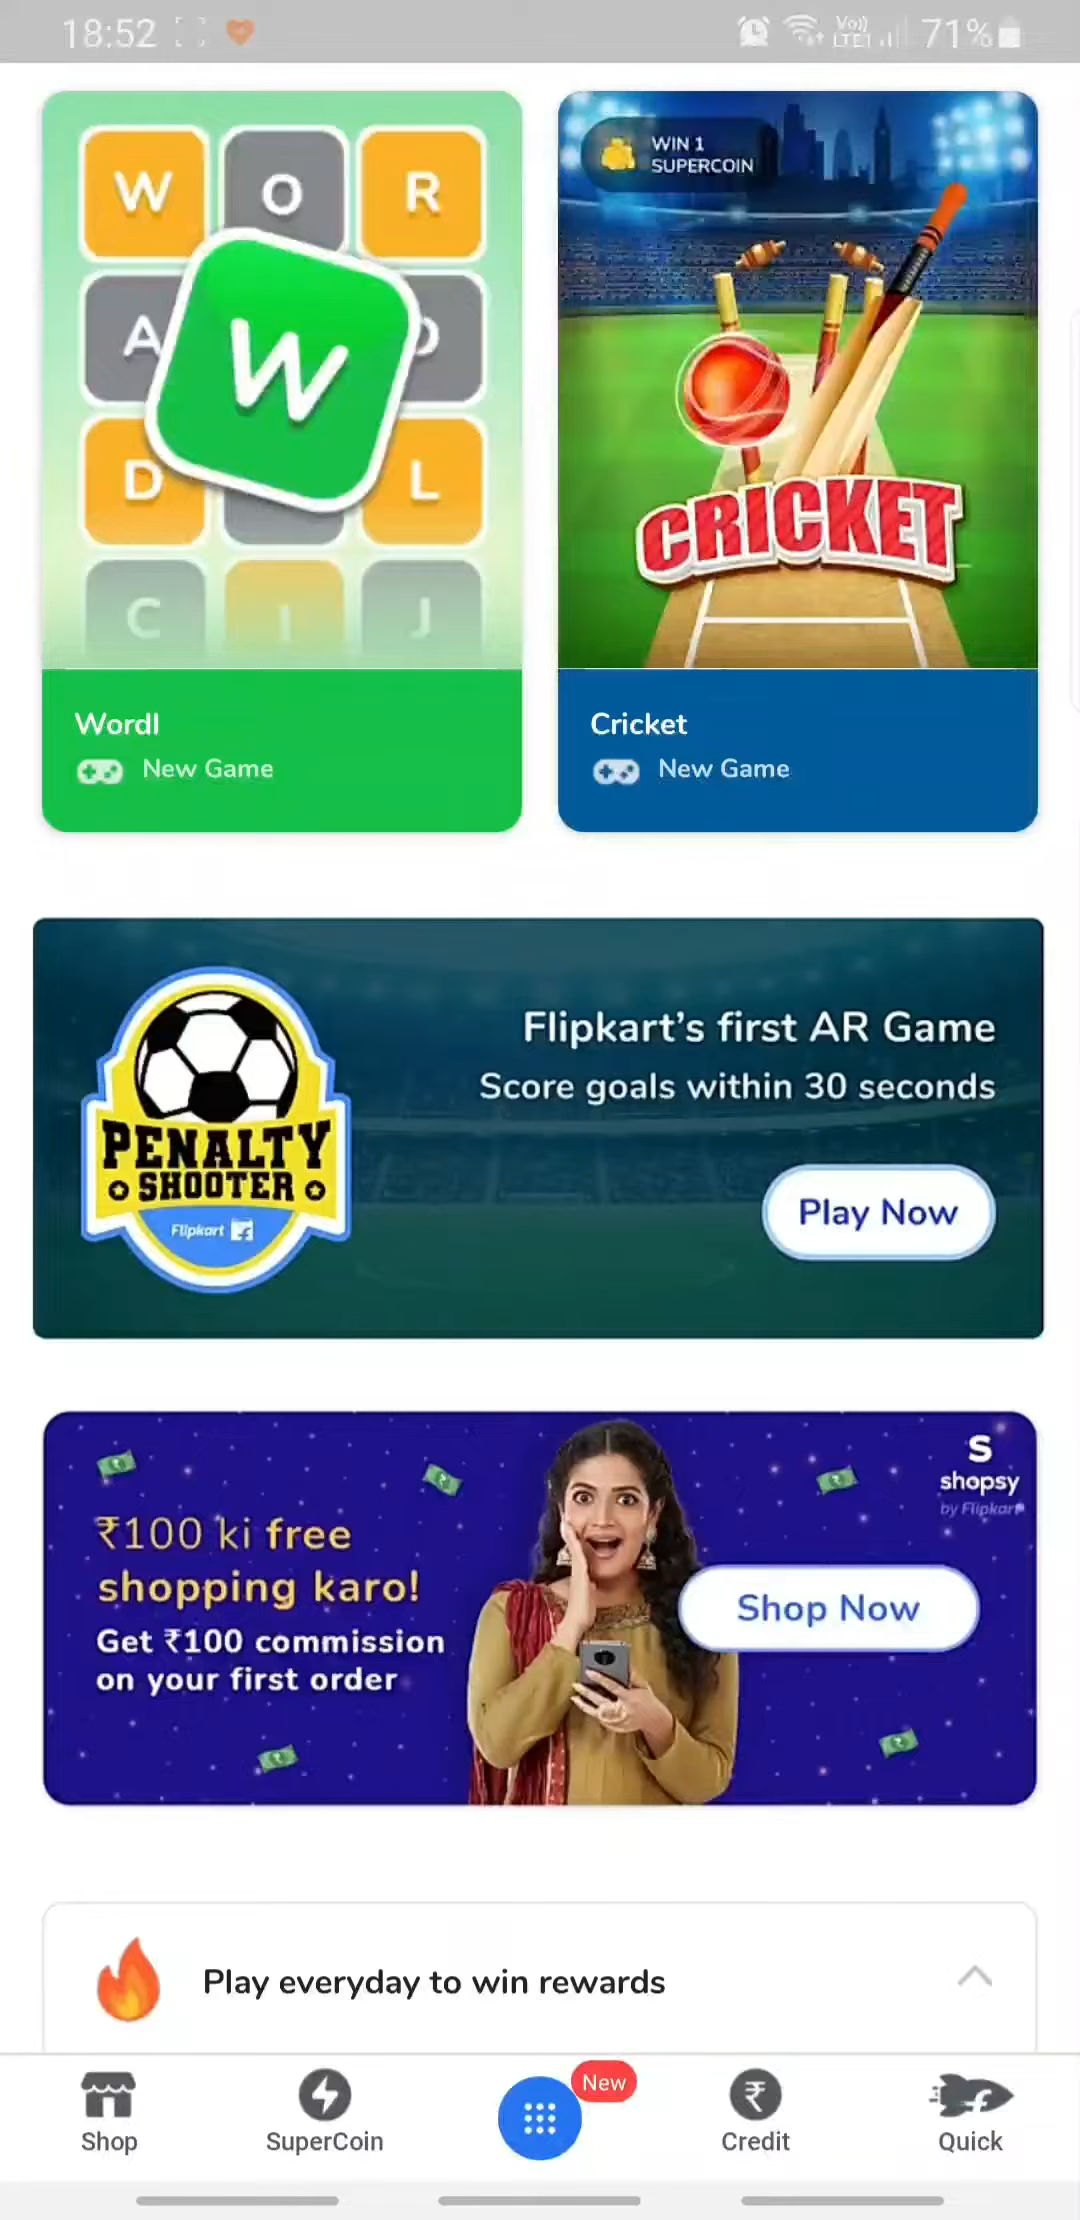 18:52
Vo))
LTE1
71%
W O R
A
W
D L
C I J
WIN 1
SUPERCOIN
CRICKET
Wordl
New Game
Cricket
New Game
PENALTY
SHOOTER
Flipkart
Flipkart's first AR Game
Score goals within 30 seconds
Play Now
S
shopsy
by Flipkart
₹100 ki free
shopping karo!
Get ₹100 commission
on your first order
Shop Now
Play everyday to win rewards
New
Shop
SuperCoin
Credit
Quick